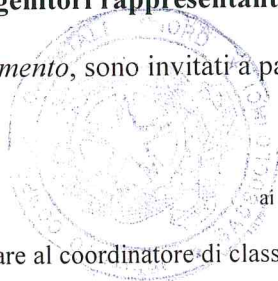 genitori rappresentant
mento, sono invitati a pa
ai
are al coordinatore di class